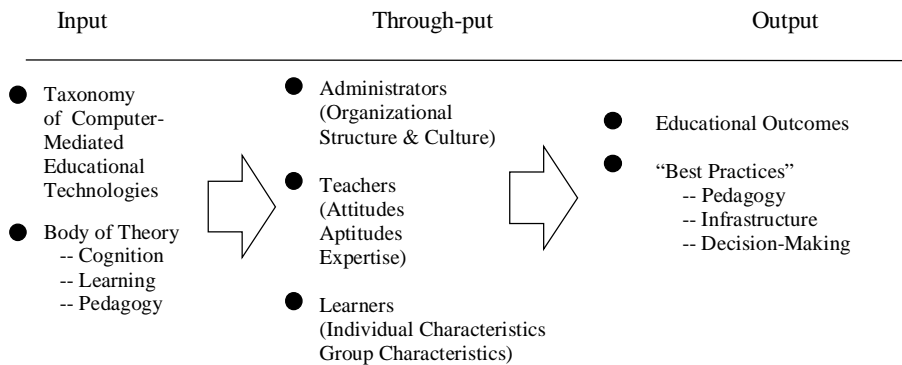 Input
Through-put
Output
Taxonomy
of Computer-
Mediated
Educational
Technologies
Body of Theory
-- Cognition
-- Learning
-- Pedagogy
Administrators
(Organizational
Structure & Culture)
Teachers
(Attitudes
Aptitudes
Expertise)
Learners
(Individual Characteristics
Group Characteristics)
Educational Outcomes
“Best Practices”
-- Pedagogy
-- Infrastructure
-- Decision-Making